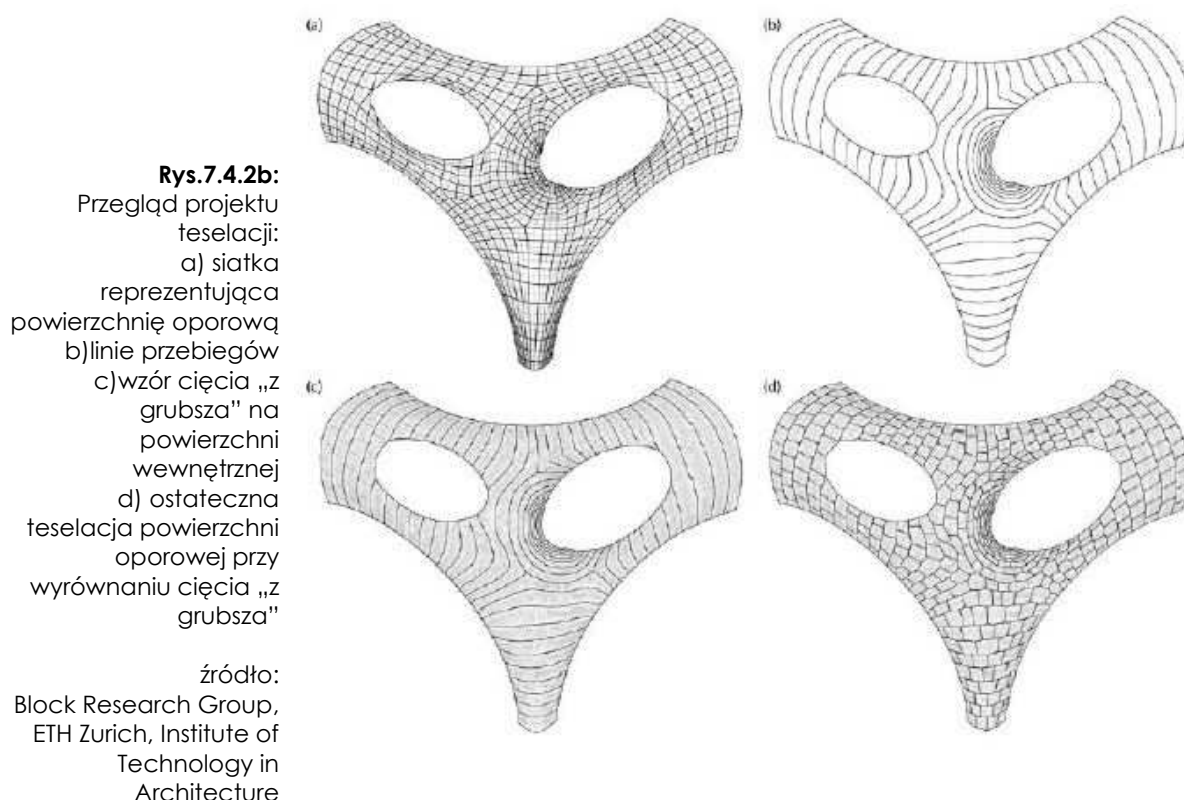 Rys.7.4.2b:
Przegląd projektu
teselacji:
a) siatka
reprezentująca
powierzchnię oporową
b)linie przebiegów
c)wzór cięcia „z
grubsza” na
powierzchni
wewnętrznej
d) ostateczna
teselacja powierzchni
oporowej przy
wyrównaniu cięcia „z
grubsza”
źródło:
Block Research Group,
ETH Zurich, Institute of
Technology in
Architecture
(a)
(b)
(c)
(d)